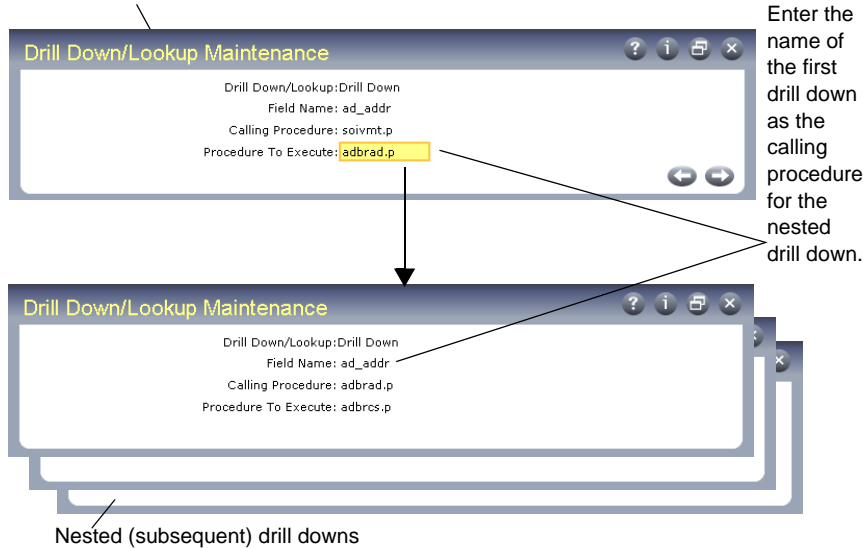 Drill Down/Lookup Maintenance
? i
Drill Down/Lookup:Drill Down
Field Name: ad_addr
Calling Procedure: soivmt.p
Procedure To Execute: adbrad.p
Enter the
name of
the first
drill down
as the
calling
procedure
for the
nested
drill down.
Drill Down/Lookup Maintenance
? i
Drill Down/Lookup:Drill Down
Field Name: ad_addr
Calling Procedure: adbrad.p
Procedure To Execute: adbrcs.p
Nested (subsequent) drill downs